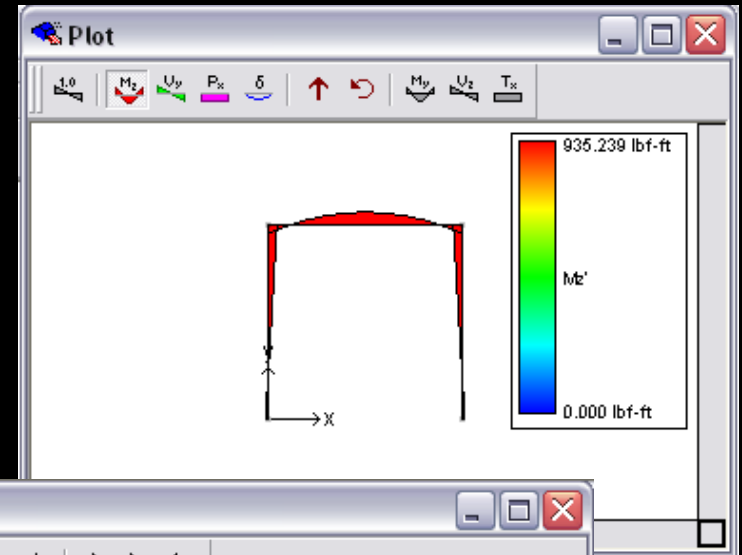 Plot
1.0 Mz Vy Px δ My Vz Tx
935.239 lbf-ft
Mz'
0.000 lbf-ft
X